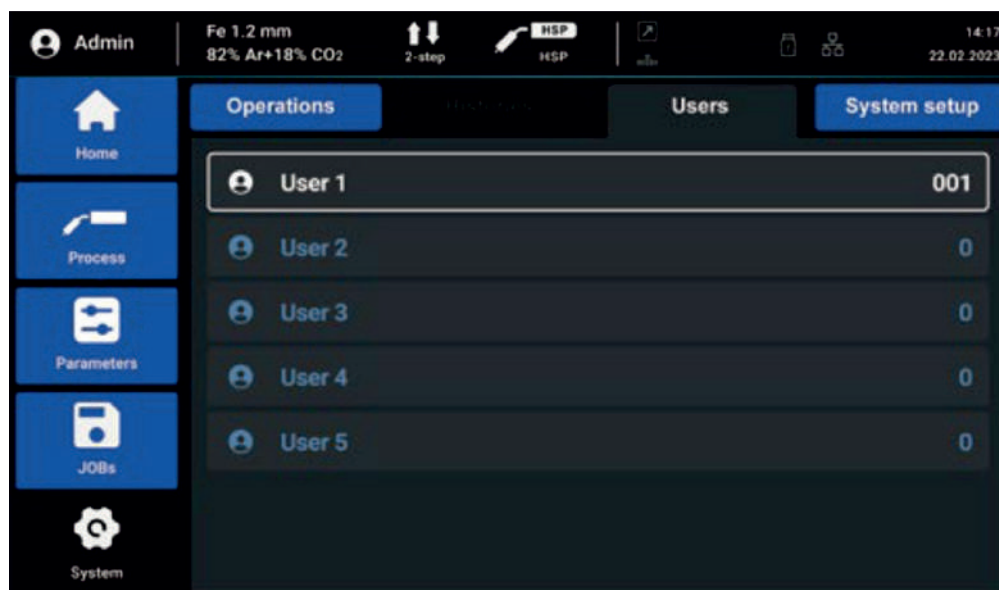 Admin
Fe 1.2 mm
82% Ar+18% CO₂
2-step
HSP
HSP
14:17
22.02.2023
Operations
Users
System setup
Home
User 1 001
Process
User 2 0
User 3 0
Parameters
User 4 0
JOBs
User 5 0
System